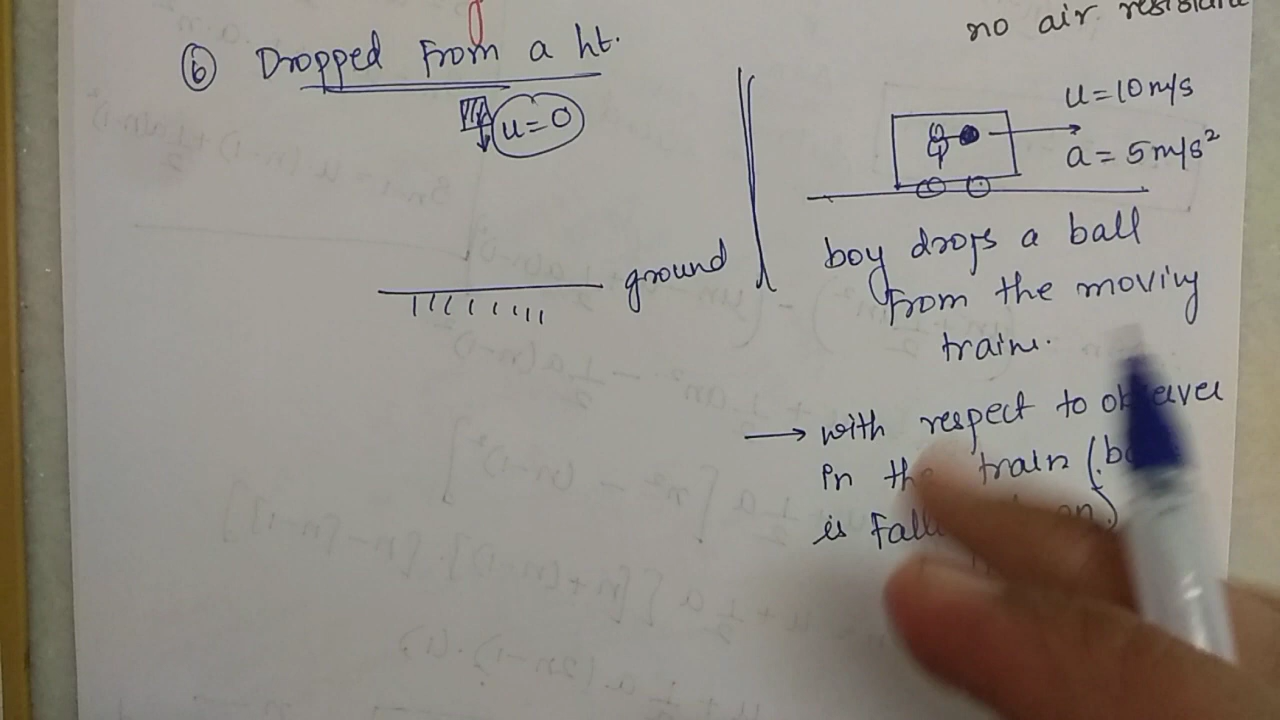 no air
⑥ Dropped From a ht.
u=0
ground
u=10m/s
a=5m/s²
boy drops a ball
From the moving
train.
→ with respect to
in the train
is